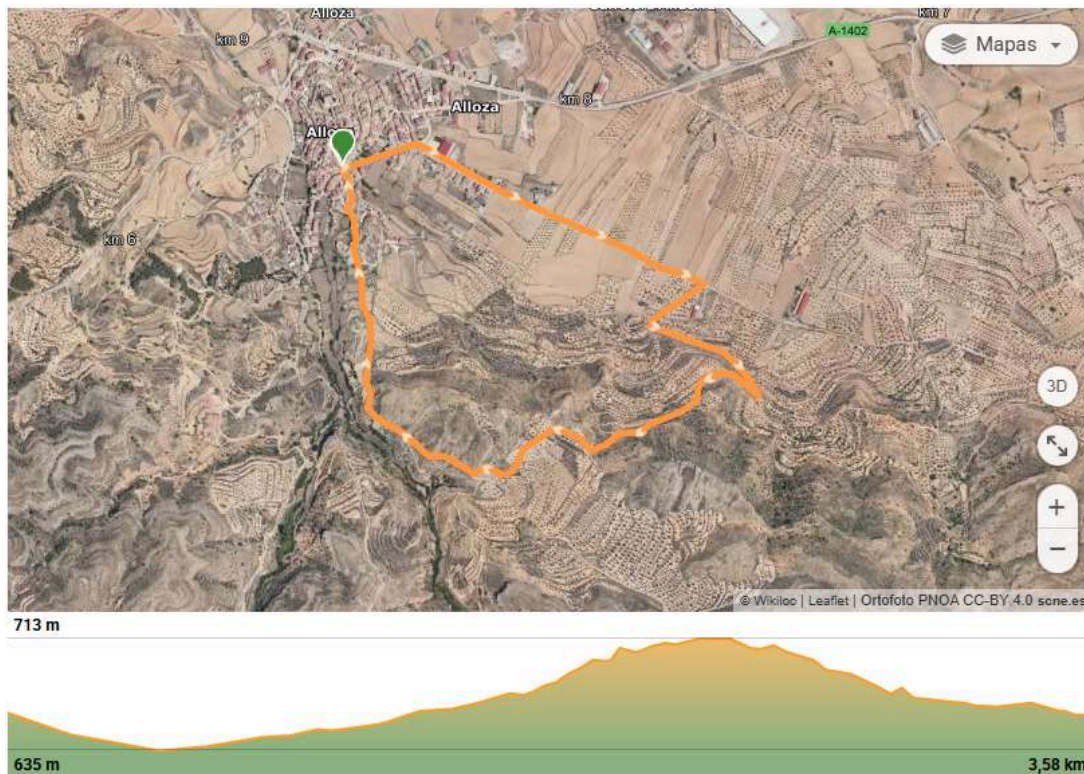 Alloza
km 7
km 9
A-1402
Mapas
km 8
Alloza
km 6
3D
+
−
© Wikiloc | Leaflet | Ortofoto PNOA CC-BY 4.0 scne.es
713 m
635 m
3,58 km